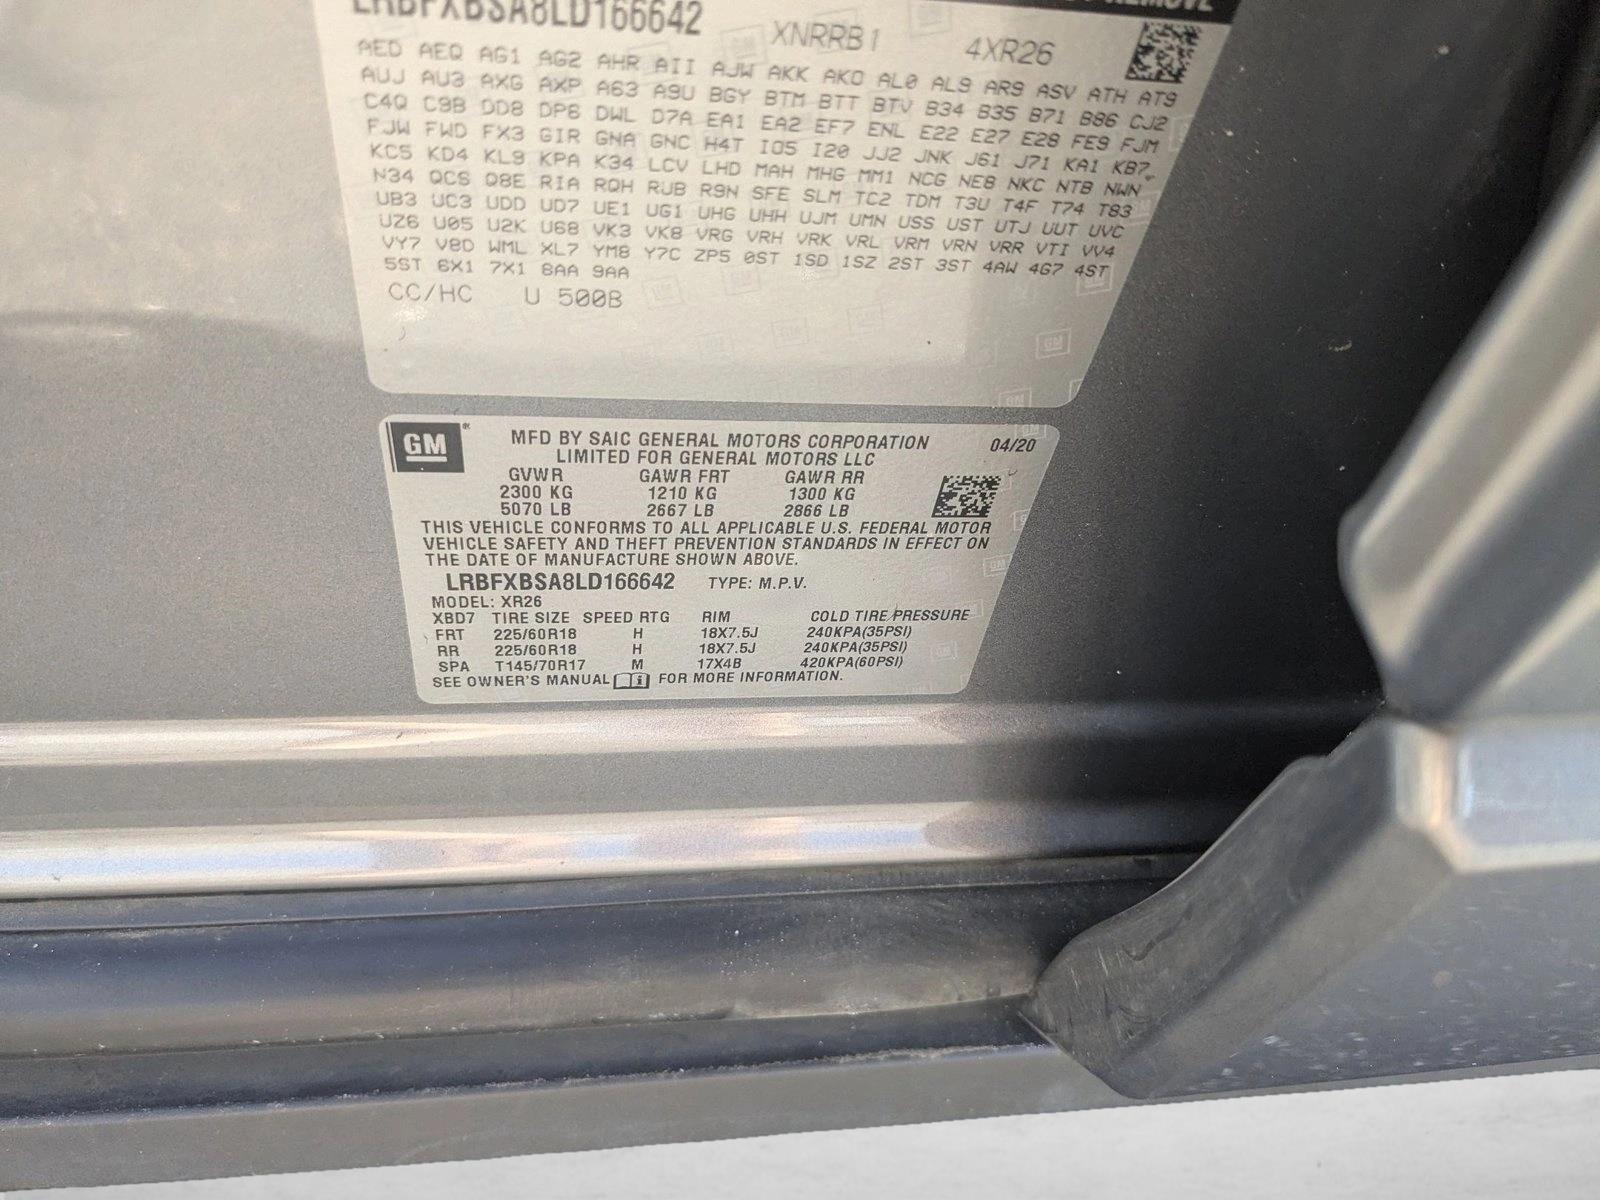 REMOVE
LRBFXBSA8LD166642
XNRRB1 4XR26
AED AEQ AG1 AG2 AHR AII AJW AKK AKO AL0 AL9 AR9 ASV ATH AT9
AUJ AU3 AXG AXP A63 A9U BGY BTM BTT BTV B34 B35 B71 B86 CJ2
C4Q C9B DD8 DP6 DWL D7A EA1 EA2 EF7 ENL E22 E27 E28 FE9 FJM
FJW FWD FX3 GIR GNA GNC H4T IO5 I20 JJ2 JNK J61 J71 KA1 KB7
KC5 KD4 KL9 KPA K34 LCV LHD MAH MHG MM1 NCG NE8 NKC NTB NWN
N34 QCS Q8E RIA RQH RUB R9N SFE SLM TC2 TDM T3U T4F T74 T83
UB3 UC3 UDD UD7 UE1 UG1 UHG UHH UJM UMN USS UST UTJ UUT UVC
UZ6 U05 U2K U68 VK3 VK8 VRG VRH VRK VRL VRM VRN VRR VTI VV4
VY7 V8D WML XL7 YM8 Y7C ZP5 0ST 1SD 1SZ 2ST 3ST 4AW 4G7 4ST
5ST 6X1 7X1 8AA 9AA
CC/HC U 500B
GM
MFD BY SAIC GENERAL MOTORS CORPORATION 04/20
LIMITED FOR GENERAL MOTORS LLC
GVWR GAWR FRT GAWR RR
2300 KG 1210 KG 1300 KG
5070 LB 2667 LB 2866 LB
THIS VEHICLE CONFORMS TO ALL APPLICABLE U.S. FEDERAL MOTOR
VEHICLE SAFETY AND THEFT PREVENTION STANDARDS IN EFFECT ON
THE DATE OF MANUFACTURE SHOWN ABOVE.
LRBFXBSA8LD166642 TYPE: M.P.V.
MODEL: XR26
XBD7 TIRE SIZE SPEED RTG RIM COLD TIRE PRESSURE
FRT 225/60R18 H 18X7.5J 240KPA(35PSI)
RR 225/60R18 H 18X7.5J 240KPA(35PSI)
SPA T145/70R17 M 17X4B 420KPA(60PSI)
SEE OWNER'S MANUAL FOR MORE INFORMATION.